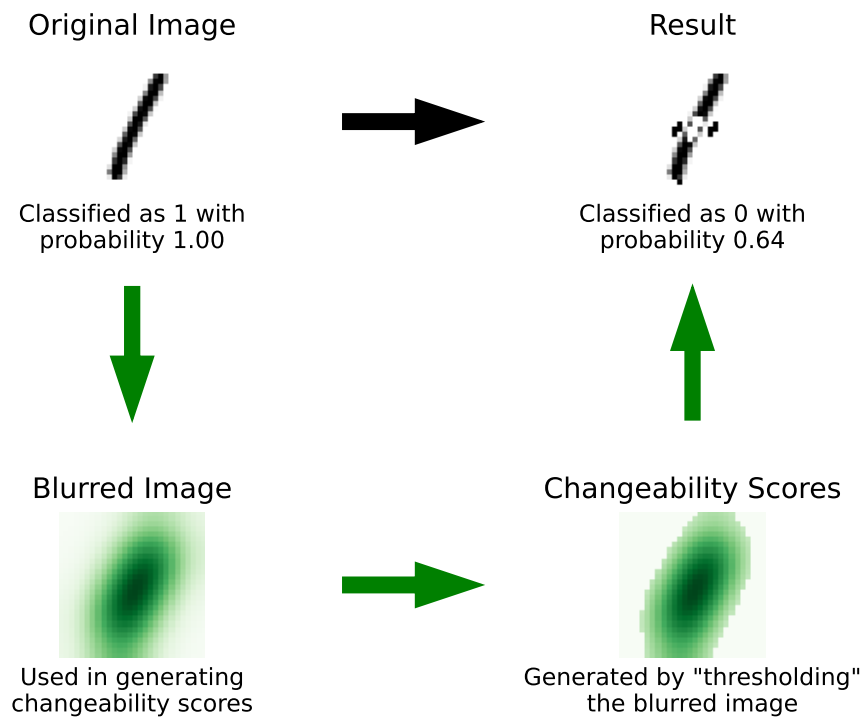 Original Image
Result
Classified as 1 with
probability 1.00
Classified as 0 with
probability 0.64
Blurred Image
Changeability Scores
Used in generating
changeability scores
Generated by "thresholding"
the blurred image